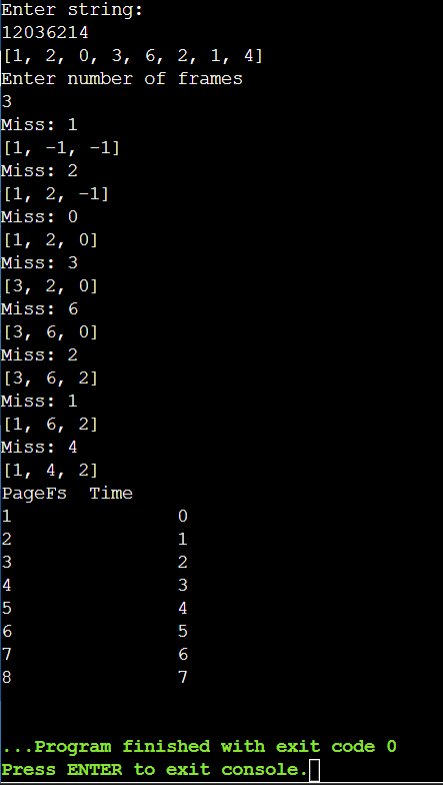 Enter string:
12036214
[1, 2, 0, 3, 6, 2, 1, 4]
Enter number of frames
3
Miss: 1
[1, -1, -1]
Miss: 2
[1, 2, -1]
Miss: 0
[1, 2, 0]
Miss: 3
[3, 2, 0]
Miss: 6
[3, 6, 0]
Miss: 2
[3, 6, 2]
Miss: 1
[1, 6, 2]
Miss: 4
[1, 4, 2]
PageFs  Time
1               0
2               1
3               2
4               3
5               4
6               5
7               6
8               7
...Program finished with exit code 0
Press ENTER to exit console.